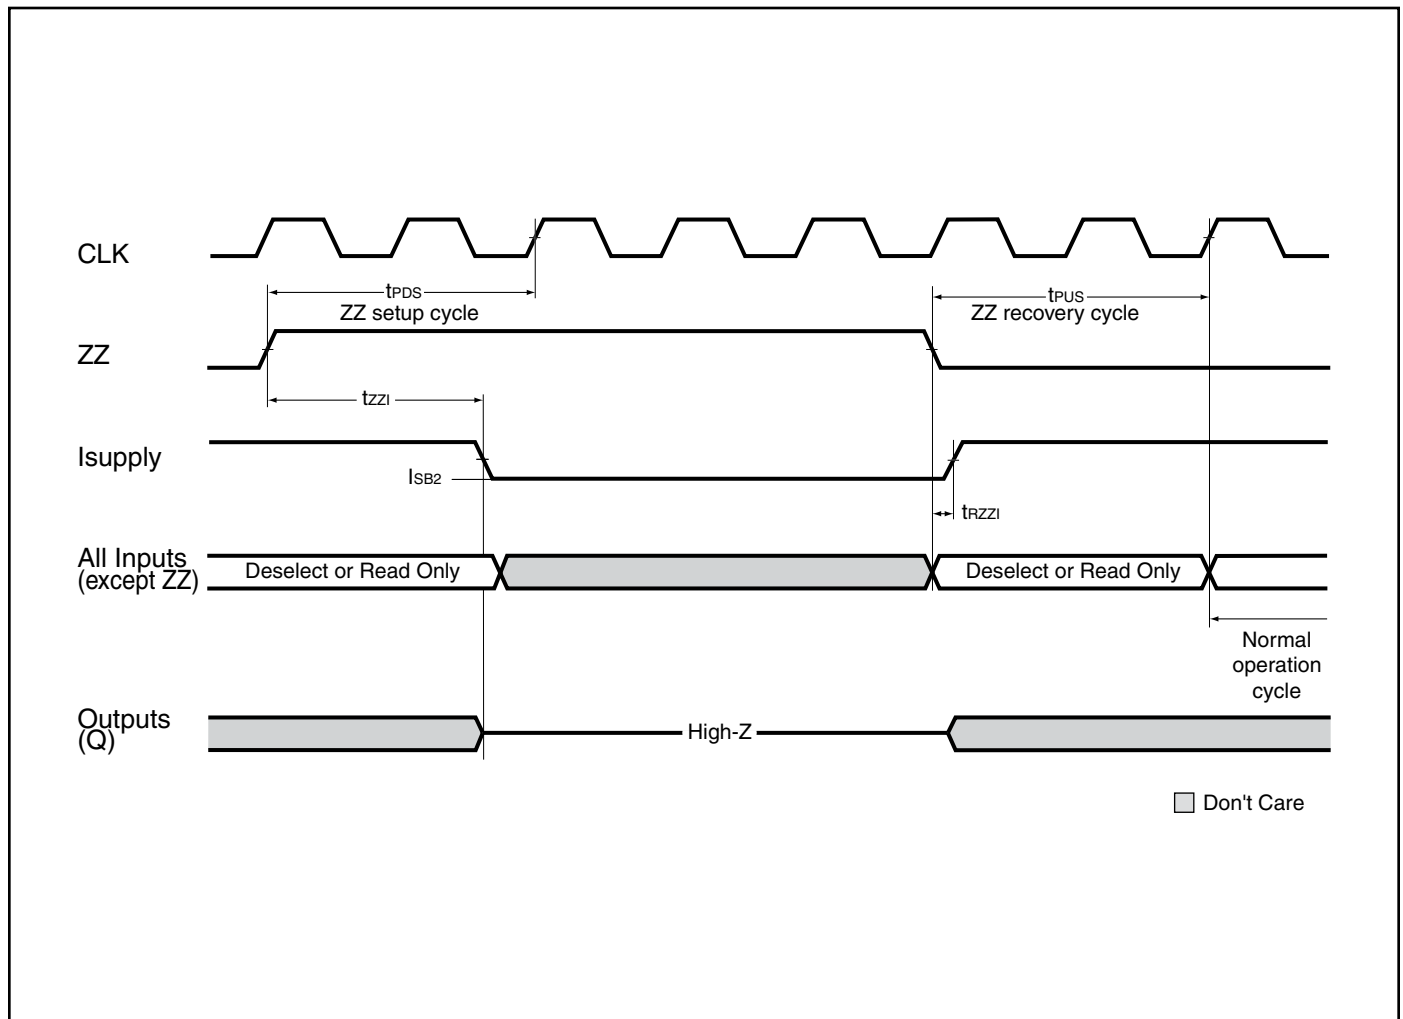 CLK
tPDS
ZZ setup cycle
tPUS
ZZ recovery cycle
ZZ
tZZI
Isupply
ISB2
tRZZI
All Inputs
(except ZZ)
Deselect or Read Only
Deselect or Read Only
Normal
operation
cycle
Outputs
(Q)
High-Z
Don't Care